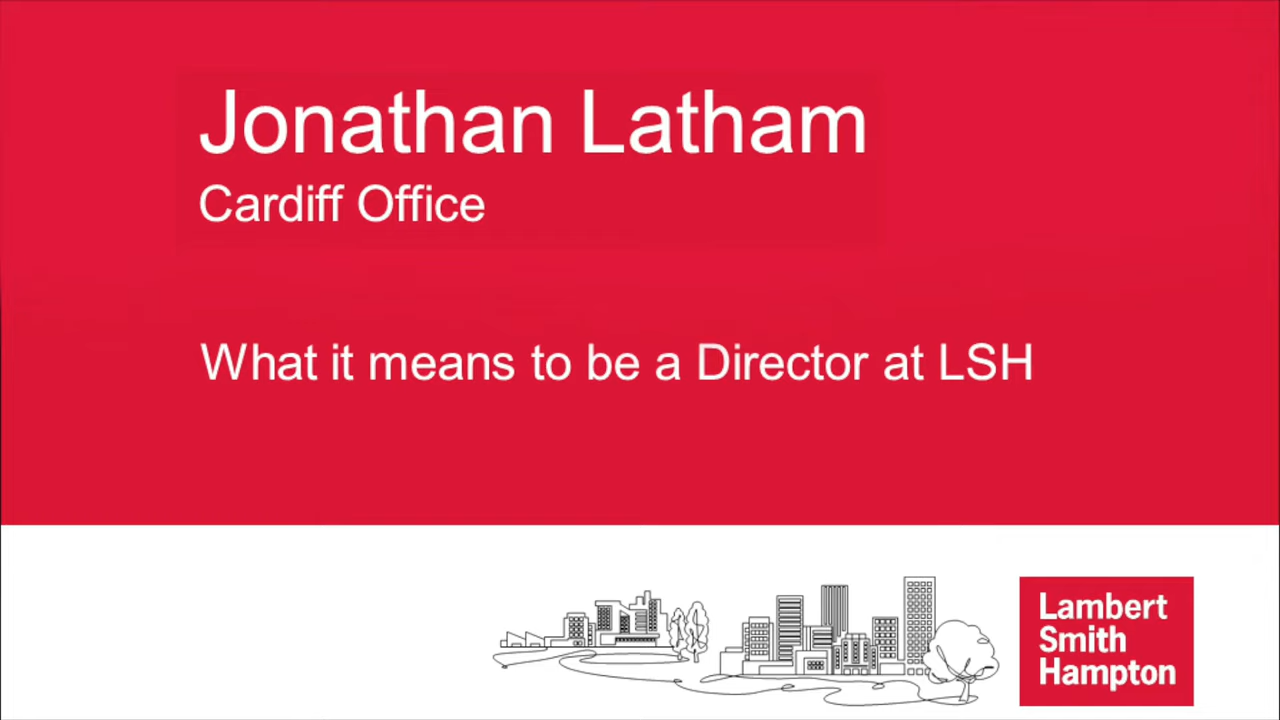 Jonathan Latham
Cardiff Office
What it means to be a Director at LSH
Lambert
Smith
Hampton